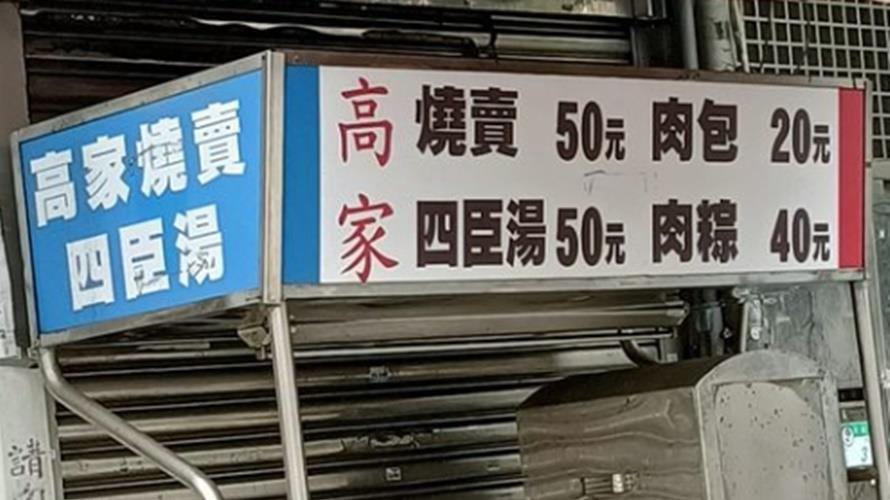 高家燒賣
四臣湯
高家
燒賣 50元 肉包 20元
四臣湯 50元 肉粽 40元
請